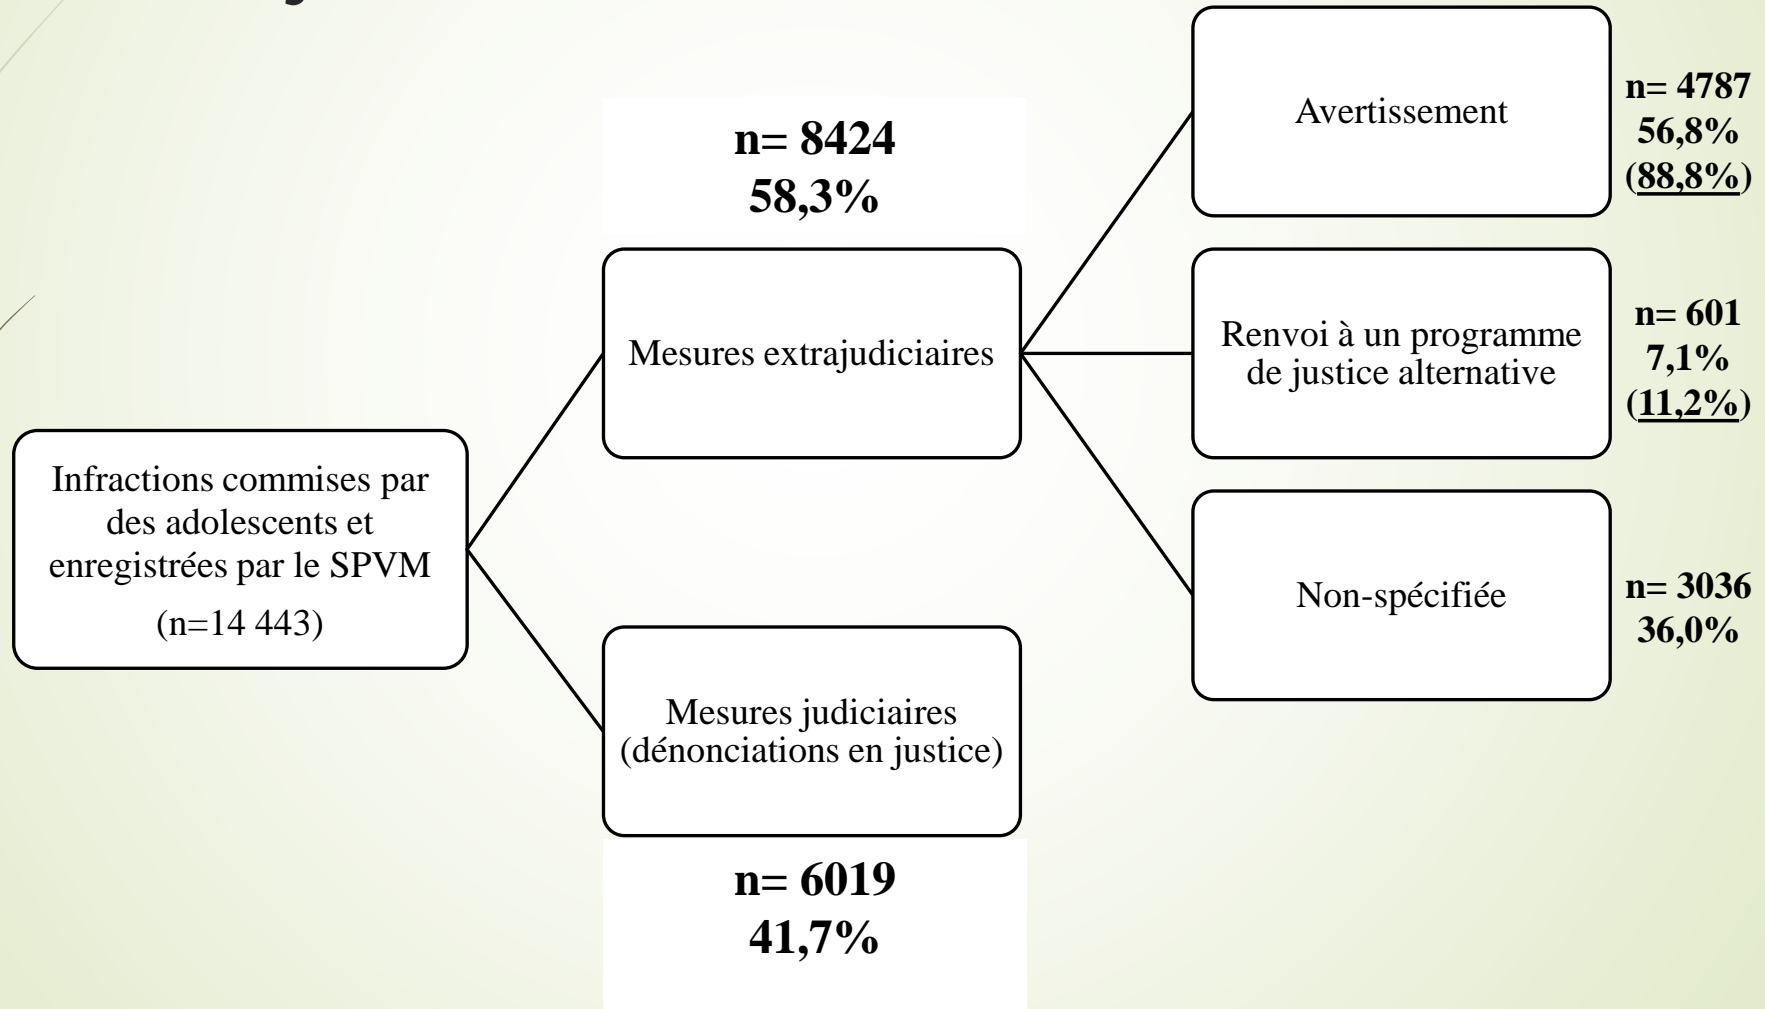 n= 8424
58,3%
Avertissement
n= 4787
56,8%
(88,8%)
Mesures extrajudiciaires
Renvoi à un programme
de justice alternative
n= 601
7,1%
(11,2%)
Infractions commises par
des adolescents et
enregistrées par le SPVM
(n=14 443)
Non-spécifiée
n= 3036
36,0%
Mesures judiciaires
(dénonciations en justice)
n= 6019
41,7%